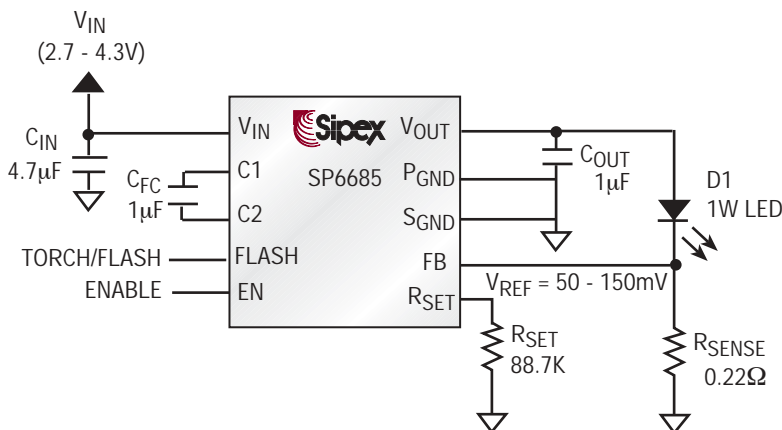 VIN
(2.7 - 4.3V)
CIN
4.7µF
CFC
1µF
TORCH/FLASH
ENABLE
VIN
C1
C2
FLASH
EN
Sipex
SP6685
VOUT
PGND
SGND
FB
RSET
COUT
1µF
D1
1W LED
VREF = 50 - 150mV
RSET
88.7K
RSENSE
0.22Ω